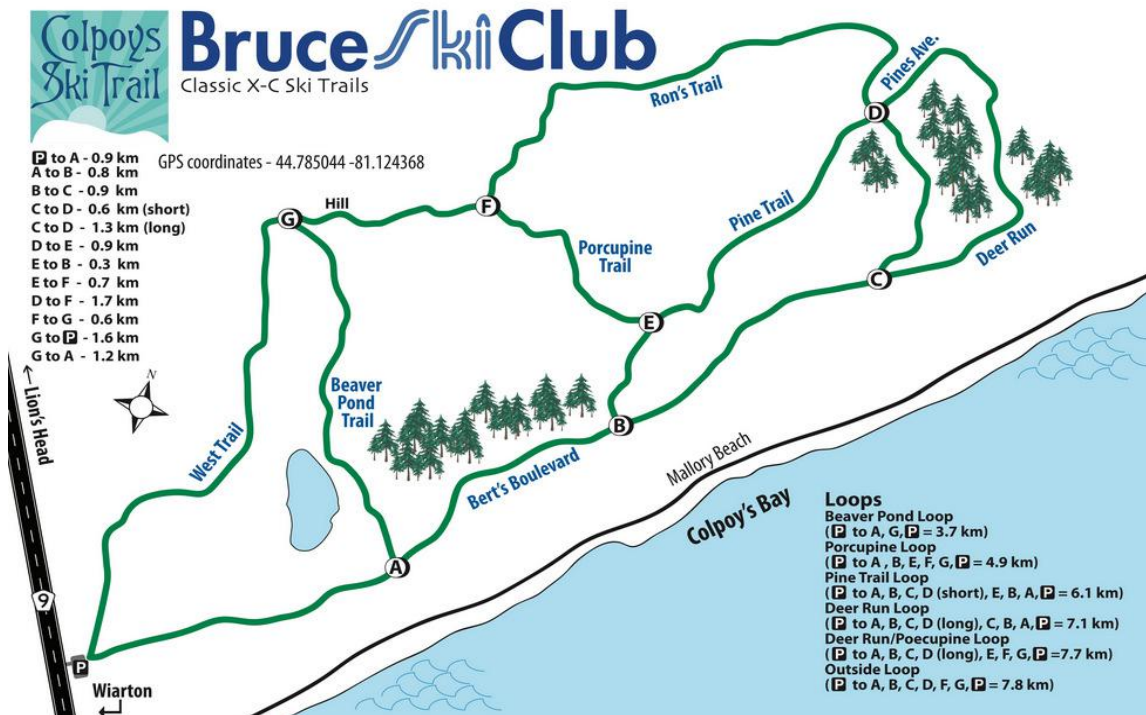 Colpoys
Ski Trail
Bruce Ski Club
Classic X-C Ski Trails
P to A - 0.9 km
A to B - 0.8 km
B to C - 0.9 km
C to D - 0.6 km (short)
C to D - 1.3 km (long)
D to E - 0.9 km
E to B - 0.3 km
E to F - 0.7 km
D to F - 1.7 km
F to G - 0.6 km
G to P - 1.6 km
G to A - 1.2 km
GPS coordinates - 44.785044 -81.124368
Ron's Trail
Pines Ave.
D
Hill
F
G
Pine Trail
Porcupine
Trail
Deer Run
C
E
N
Lion's Head
West Trail
Beaver
Pond
Trail
B
Bert's Boulevard
Mallory Beach
Colpoy's Bay
A
9
P
Wiarton
Loops
Beaver Pond Loop
(P to A, G, P = 3.7 km)
Porcupine Loop
(P to A , B, E, F, G, P = 4.9 km)
Pine Trail Loop
(P to A, B, C, D (short), E, B, A, P = 6.1 km)
Deer Run Loop
(P to A, B, C, D (long), C, B, A, P = 7.1 km)
Deer Run/Poecupine Loop
(P to A, B, C, D (long), E, F, G, P =7.7 km)
Outside Loop
(P to A, B, C, D, F, G, P = 7.8 km)